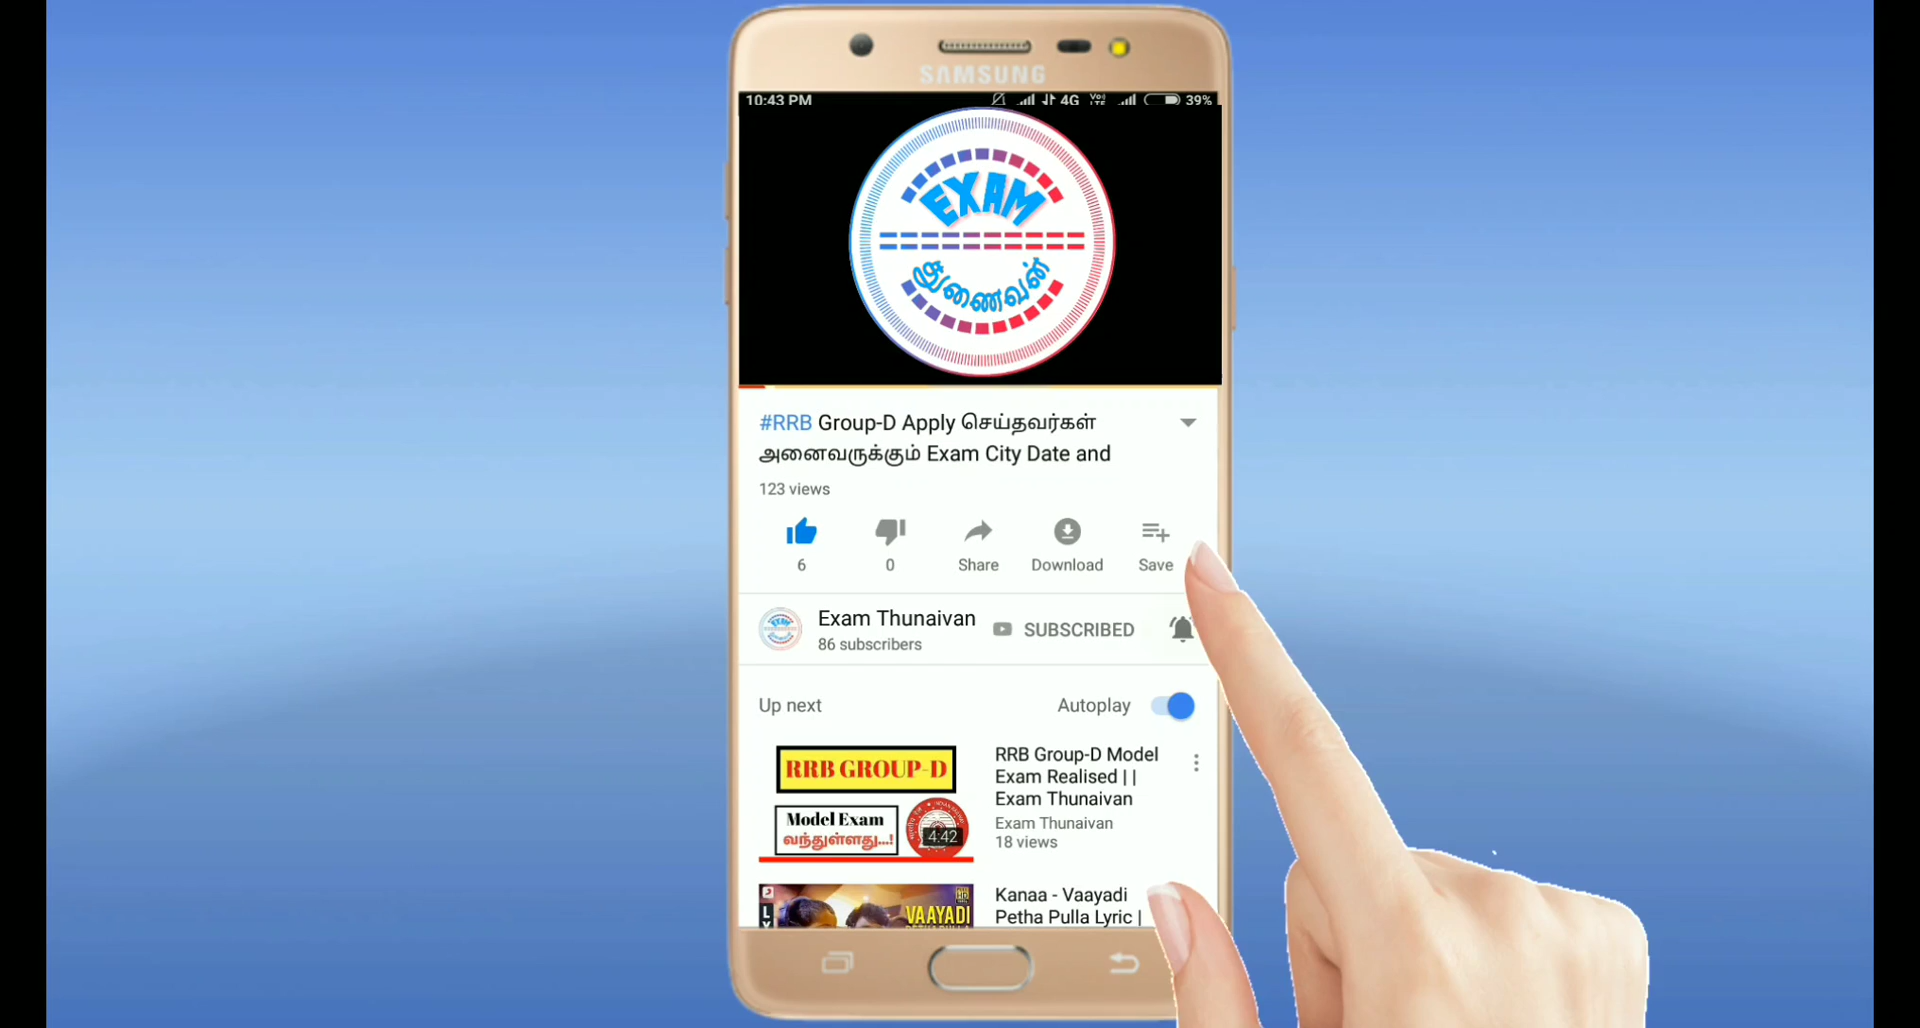 SAMSUNG
10:43 PM 4G VoLTE 39%
EXAM
துணைவன்
#RRB Group-D Apply செய்தவர்கள்
அனைவருக்கும் Exam City Date and
123 views
6 0 Share Download Save
Exam Thunaivan
86 subscribers
SUBSCRIBED
Up next Autoplay
RRB GROUP-D
Model Exam
வந்துள்ளது...!
4:42
RRB Group-D Model
Exam Realised ||
Exam Thunaivan
Exam Thunaivan
18 views
VAAYADI
Kanaa - Vaayadi
Petha Pulla Lyric |